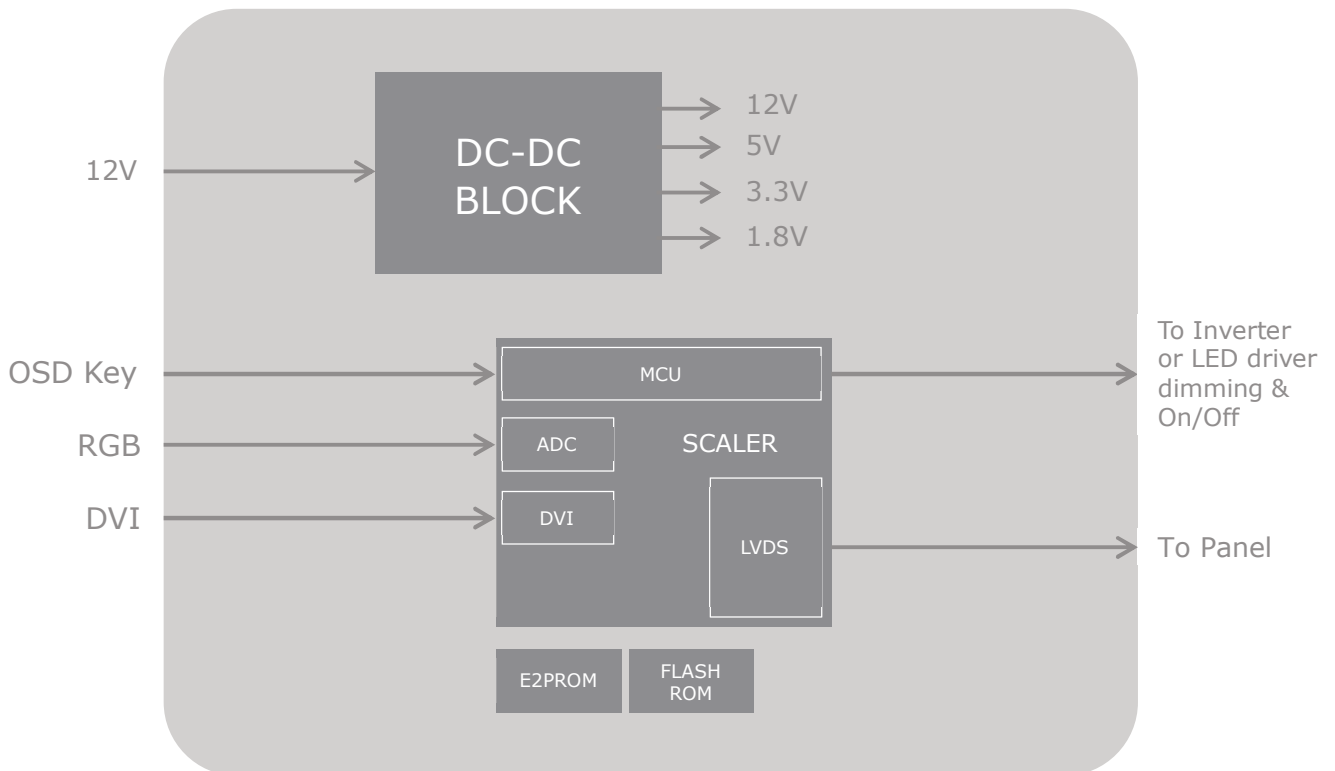 12V
DC-DC
BLOCK
12V
5V
3.3V
1.8V
OSD Key
RGB
DVI
MCU
ADC
SCALER
DVI
LVDS
To Inverter
or LED driver
dimming &
On/Off
To Panel
E2PROM
FLASH
ROM